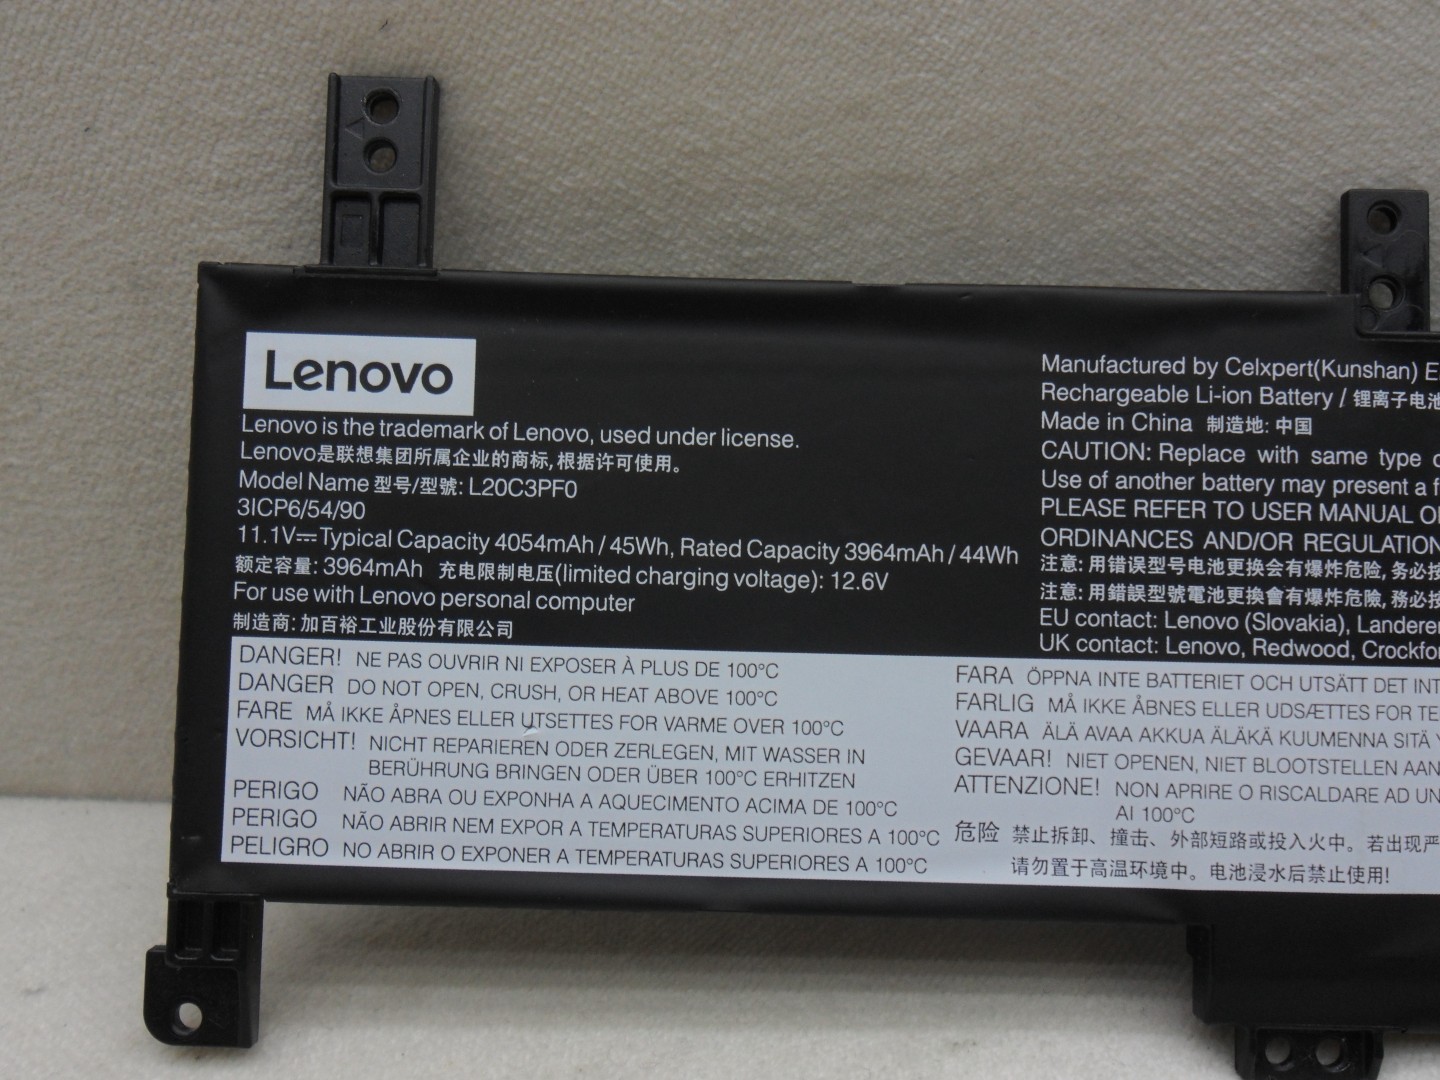 Lenovo
Lenovo is the trademark of Lenovo, used under license.
Lenovo是联想集团所属企业的商标,根据许可使用。
Model Name 型号/型號: L20C3PF0
3ICP6/54/90
11.1V⎓Typical Capacity 4054mAh / 45Wh, Rated Capacity 3964mAh / 44Wh
额定容量: 3964mAh 充电限制电压(limited charging voltage): 12.6V
For use with Lenovo personal computer
制造商: 加百裕工业股份有限公司
Manufactured by Celxpert(Kunshan)
Rechargeable Li-ion Battery / 锂离子电池
Made in China 制造地: 中国
CAUTION: Replace with same type
Use of another battery may present a
PLEASE REFER TO USER MANUAL
ORDINANCES AND/OR REGULATION
注意: 用错误型号电池更换会有爆炸危险, 务必按
注意: 用錯誤型號電池更換會有爆炸危險, 務必按
EU contact: Lenovo (Slovakia),
UK contact: Lenovo, Redwood,
DANGER! NE PAS OUVRIR NI EXPOSER À PLUS DE 100°C
DANGER DO NOT OPEN, CRUSH, OR HEAT ABOVE 100°C
FARE MÅ IKKE ÅPNES ELLER UTSETTES FOR VARME OVER 100°C
VORSICHT! NICHT REPARIEREN ODER ZERLEGEN, MIT WASSER IN
BERÜHRUNG BRINGEN ODER ÜBER 100°C ERHITZEN
PERIGO NÃO ABRA OU EXPONHA A AQUECIMENTO ACIMA DE 100°C
PERIGO NÃO ABRIR NEM EXPOR A TEMPERATURAS SUPERIORES A 100°C
PELIGRO NO ABRIR O EXPONER A TEMPERATURAS SUPERIORES A 100°C
FARA ÖPPNA INTE BATTERIET OCH UTSÄTT DET INT
FARLIG MÅ IKKE ÅBNES ELLER UDSÆTTES FOR TE
VAARA ÄLÄ AVAA AKKUA ÄLÄKÄ KUUMENNA SITÄ
GEVAAR! NIET OPENEN, NIET BLOOTSTELLEN AAN
ATTENZIONE! NON APRIRE O RISCALDARE AD UN
AI 100°C
危险 禁止拆卸、撞击、外部短路或投入火中。若出现严
请勿置于高温环境中。电池浸水后禁止使用!